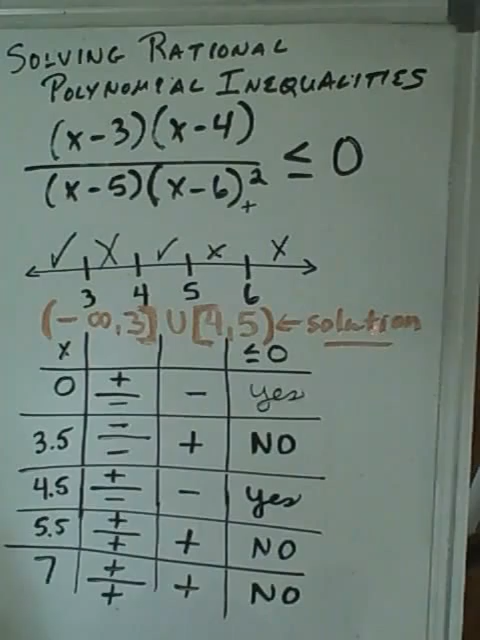 SOLVING RATIONAL
POLYNOMIAL INEQUALITIES
(x-3)(x-4)
(x-5)(x-6)²₊ ≤ 0
✓ X ✓ x X
3 4 5 6
(-∞,3] ∪ [4,5) ← solution
x ≤0
0 + − − Yes
3.5 − − + NO
4.5 + − − Yes
5.5 + + + NO
7 + + + NO